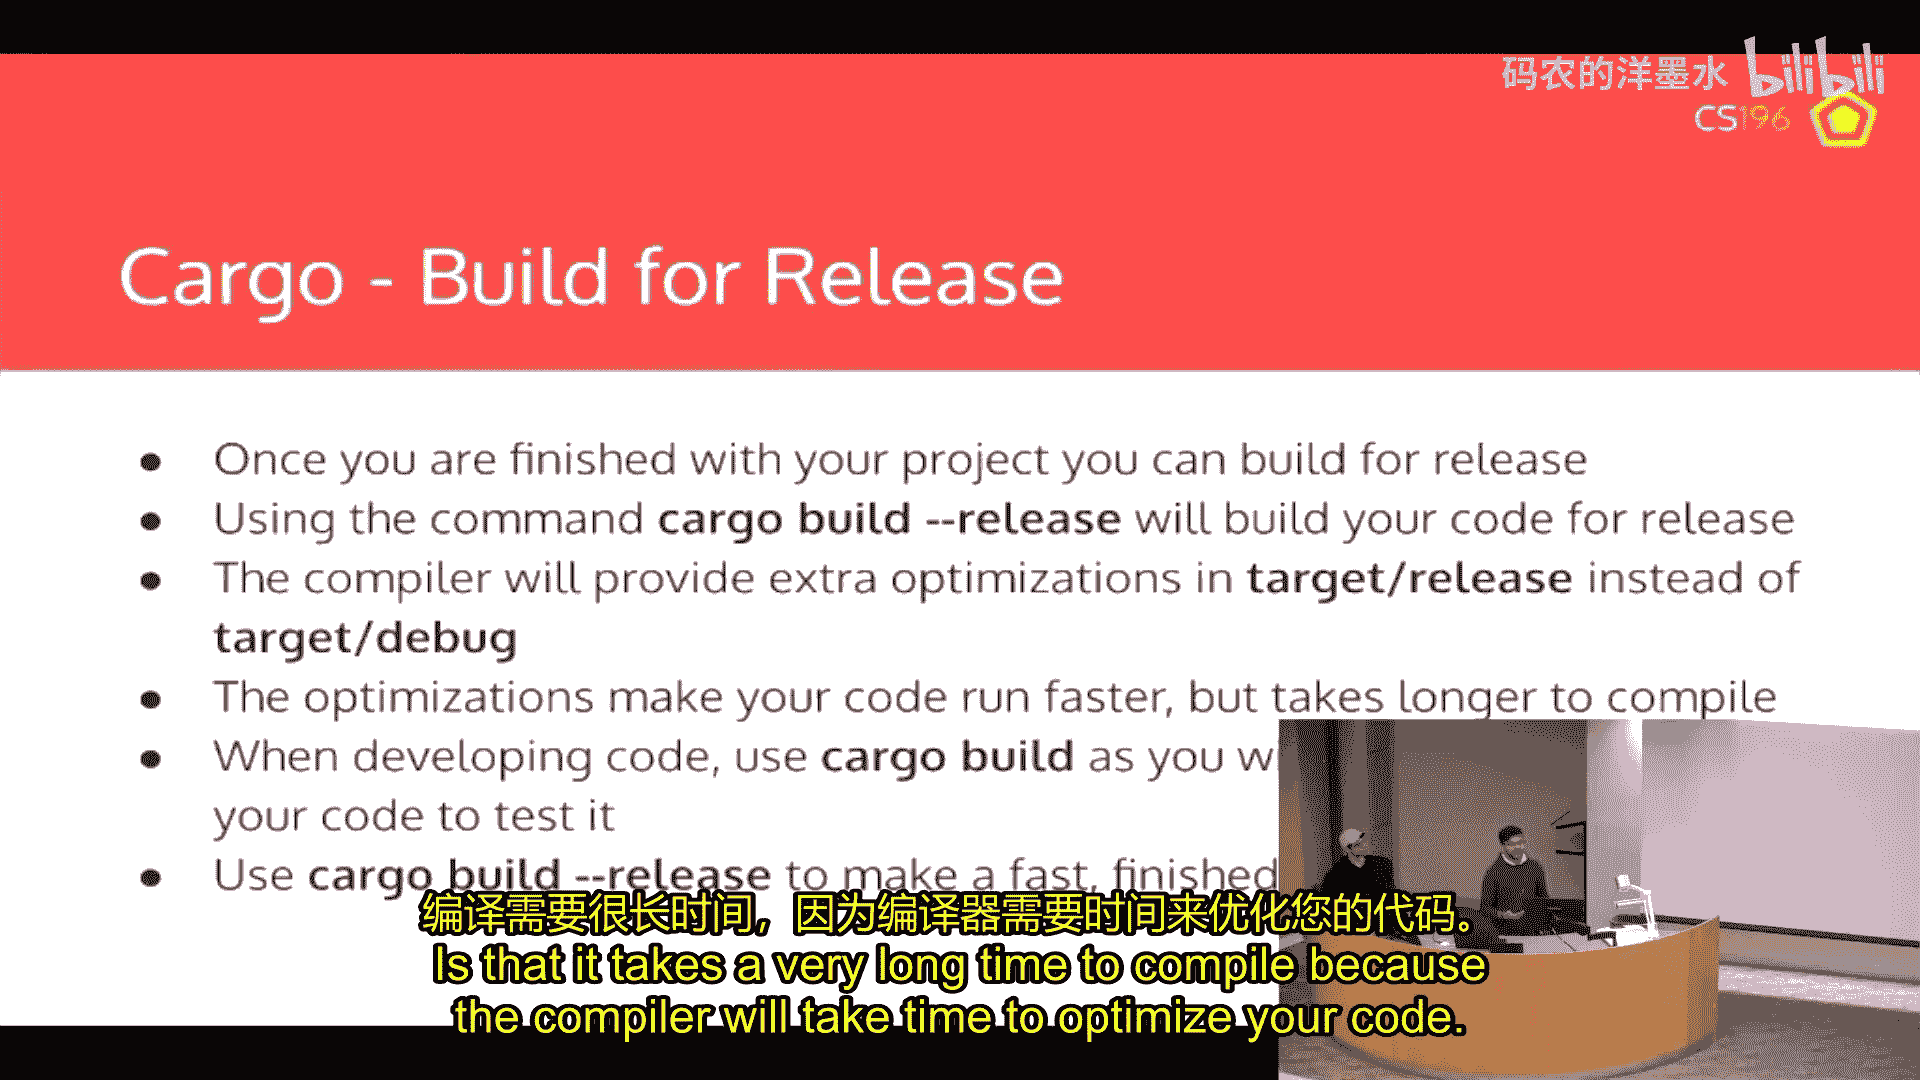 码农的洋墨水 bilibili
CS196
Cargo - Build for Release
● Once you are finished with your project you can build for release
● Using the command cargo build --release will build your code for release
● The compiler will provide extra optimizations in target/release instead of
target/debug
● The optimizations make your code run faster, but takes longer to compile
● When developing code, use cargo build as you w
your code to test it
● Use cargo build --release to make a fast, finished
编译需要很长时间，因为编译器需要时间来优化您的代码。
Is that it takes a very long time to compile because
the compiler will take time to optimize your code.